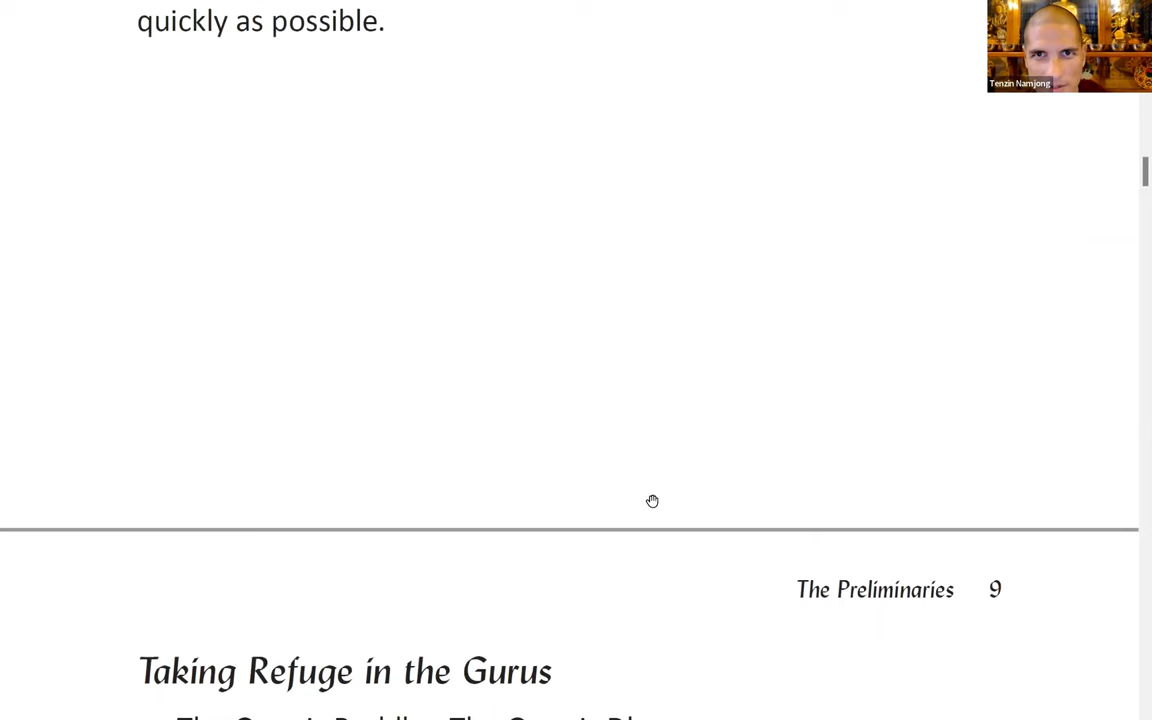 quickly as possible.
Tenzin Namjong
The Preliminaries 9
Taking Refuge in the Gurus